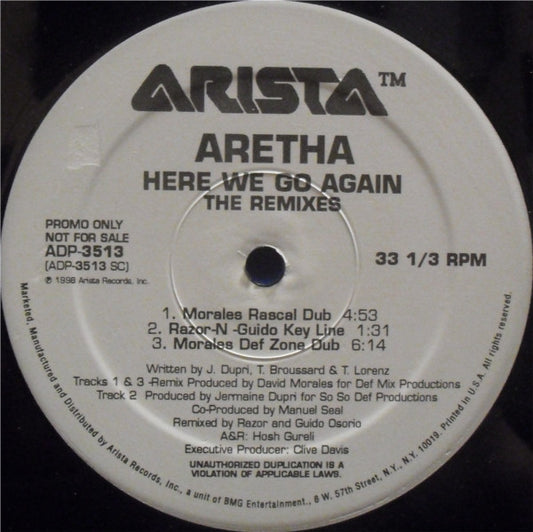 ARISTA™
ARETHA
HERE WE GO AGAIN
THE REMIXES
PROMO ONLY
NOT FOR SALE
ADP-3513
(ADP-3513 SC)
℗ 1998 Arista Records, Inc.
33 1/3 RPM
1. Morales Rascal Dub 4:53
2. Razor-N -Guido Key Line 1:31
3. Morales Def Zone Dub 6:14
Written by J. Dupri, T. Broussard & T. Lorenz
Tracks 1 & 3 -Remix Produced by David Morales for Def Mix Productions
Track 2 Produced by Jermaine Dupri for So So Def Productions
Co-Produced by Manuel Seal
Remixed by Razor and Guido Osorio
A&R: Hosh Gureli
Executive Producer: Clive Davis
UNAUTHORIZED DUPLICATION IS A
VIOLATION OF APPLICABLE LAWS.
Marketed, Manufactured and Distributed by Arista Records, Inc., a unit of BMG Entertainment., 6 W. 57th Street, N.Y., N.Y. 10019. Printed in U.S.A. All rights reserved.